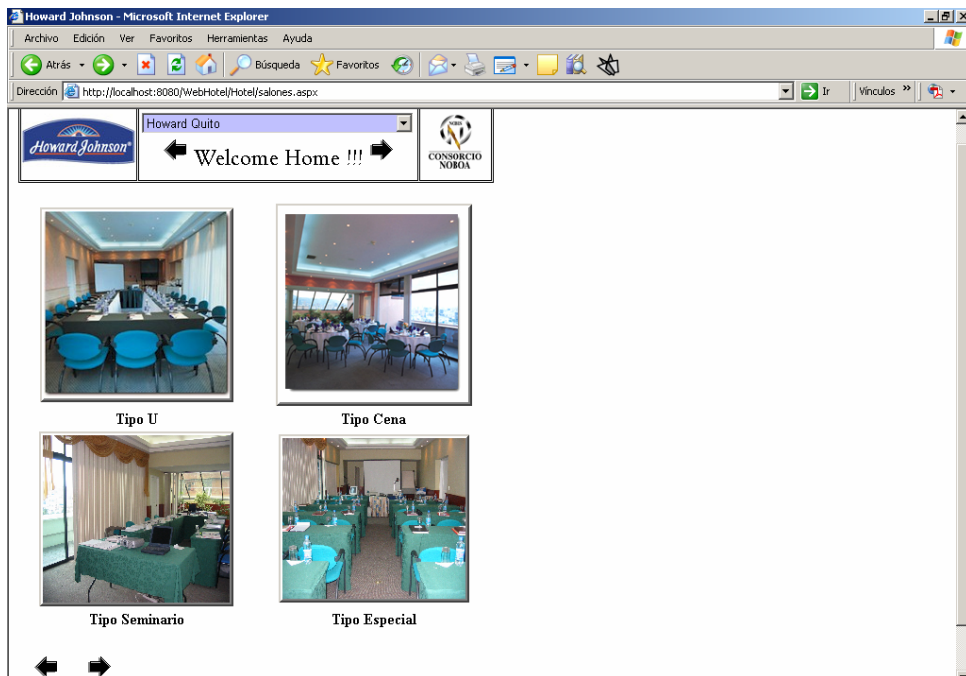 Howard Johnson - Microsoft Internet Explorer
Archivo Edición Ver Favoritos Herramientas Ayuda
Atrás Búsqueda Favoritos
Dirección http://localhost:8080/WebHotel/Hotel/salones.aspx Ir Vínculos »
Howard Johnson®
Howard Quito
Welcome Home !!!
NOBOA
CONSORCIO
NOBOA
Tipo U
Tipo Cena
Tipo Seminario
Tipo Especial